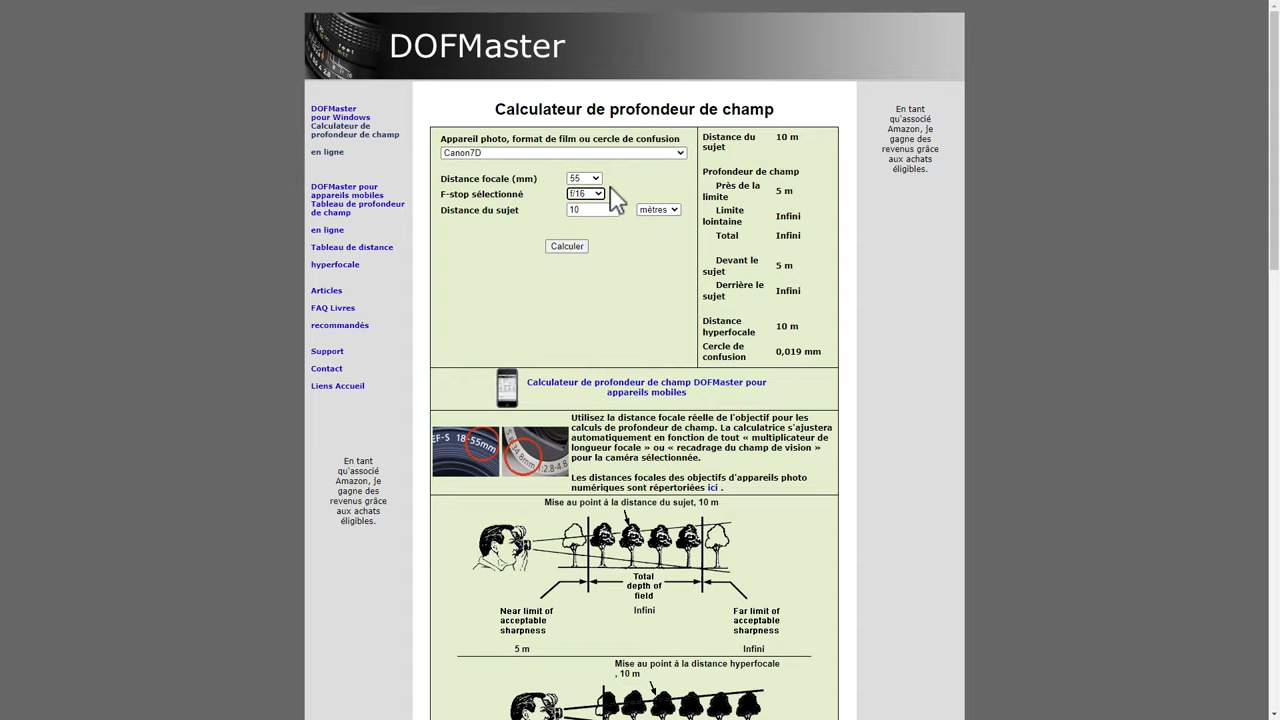 DOFMaster
DOFMaster
pour Windows
Calculateur de
profondeur de champ
en ligne
DOFMaster pour
appareils mobiles
Tableau de profondeur
de champ
en ligne
Tableau de distance
hyperfocale
Articles
FAQ Livres
recommandés
Support
Contact
Liens Accueil
En tant
qu'associé
Amazon, je
gagne des
revenus grâce
aux achats
éligibles.
Calculateur de profondeur de champ
Appareil photo, format de film ou cercle de confusion
Canon7D
Distance focale (mm) 55
F-stop sélectionné f/16
Distance du sujet 10 mètres
Calculer
Distance du
sujet 10 m
Profondeur de champ
Près de la
limite 5 m
Limite
lointaine Infini
Total Infini
Devant le
sujet 5 m
Derrière le
sujet Infini
Distance
hyperfocale 10 m
Cercle de
confusion 0,019 mm
Calculateur de profondeur de champ DOFMaster pour
appareils mobiles
EF-S 18-55mm
1:2.8-4.8
Utilisez la distance focale réelle de l'objectif pour les
calculs de profondeur de champ. La calculatrice s'ajustera
automatiquement en fonction de tout « multiplicateur de
longueur focale » ou « recadrage du champ de vision »
pour la caméra sélectionnée.
Les distances focales des objectifs d'appareils photo
numériques sont répertoriées ici .
Mise au point à la distance du sujet, 10 m
Total
depth of
field
Infini
Near limit of
acceptable
sharpness
5 m
Far limit of
acceptable
sharpness
Infini
Mise au point à la distance hyperfocale
, 10 m
En tant
qu'associé
Amazon, je
gagne des
revenus grâce
aux achats
éligibles.